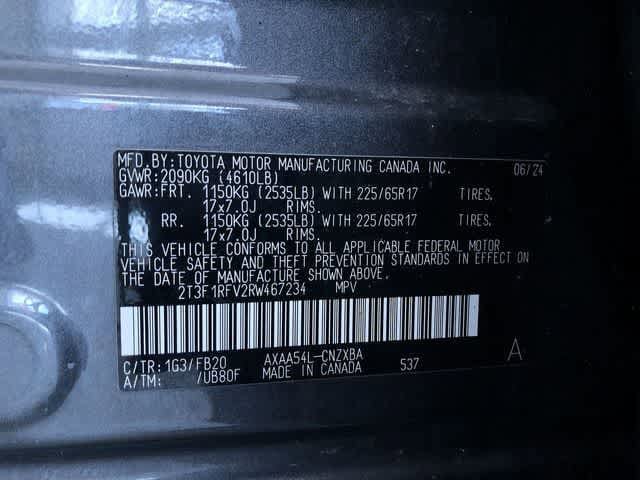 MFD.BY:TOYOTA MOTOR MANUFACTURING CANADA INC. 06/24
GVWR:2090KG (4610LB)
GAWR:FRT. 1150KG (2535LB) WITH 225/65R17 TIRES.
17x7.0J RIMS.
RR. 1150KG (2535LB) WITH 225/65R17 TIRES.
17x7.0J RIMS.
THIS VEHICLE CONFORMS TO ALL APPLICABLE FEDERAL MOTOR
VEHICLE SAFETY AND THEFT PREVENTION STANDARDS IN EFFECT ON
THE DATE OF MANUFACTURE SHOWN ABOVE.
2T3F1RFV2RW467234 MPV
C/TR:1G3/FB20 AXAA54L-CNZXBA A
A/TM: /UB80F MADE IN CANADA 537